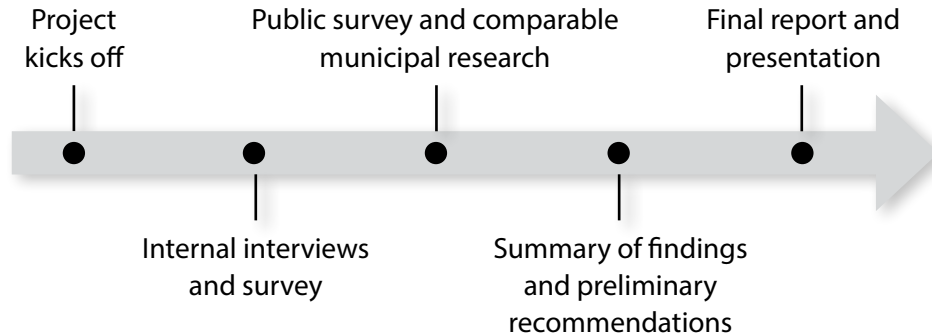 Project
kicks off
Public survey and comparable
municipal research
Final report and
presentation
Internal interviews
and survey
Summary of findings
and preliminary
recommendations